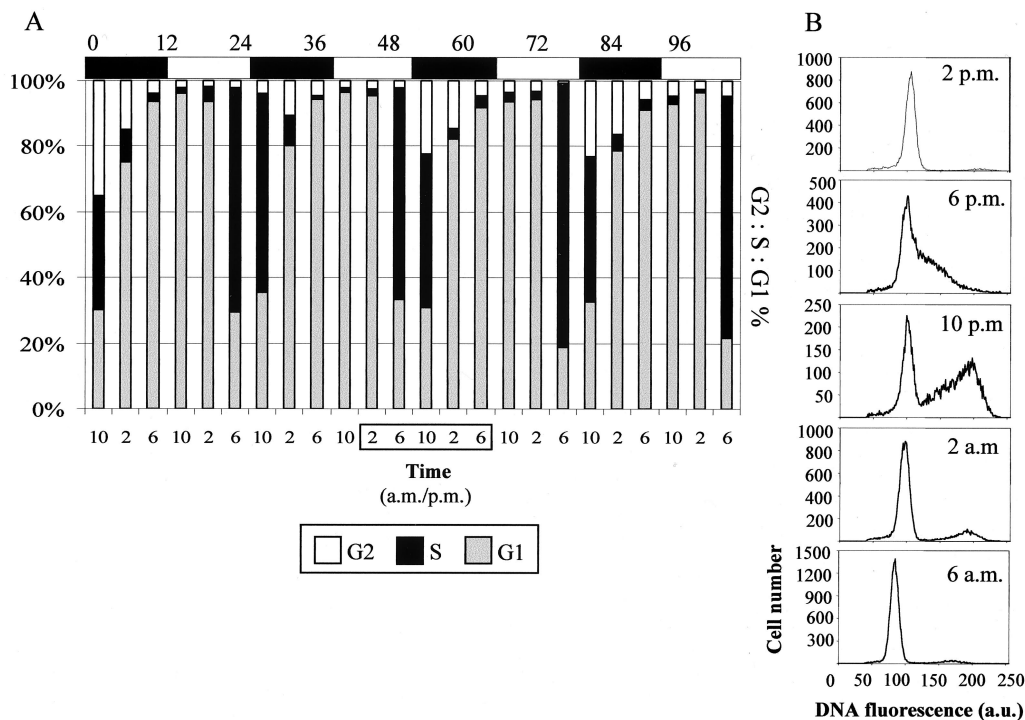 A
0 12 24 36 48 60 72 84 96
100%
80%
60%
40%
20%
0%
G2 : S : G1 %
10 2 6 10 2 6 10 2 6 10 2 6 10 2 6 10 2 6 10 2 6 10 2 6
Time
(a.m./p.m.)
G2 S G1
B
2 p.m.
1000
800
600
400
200
6 p.m.
500
400
300
200
100
10 p.m
250
200
150
100
50
2 a.m
1000
800
600
400
200
6 a.m.
1500
1200
900
600
300
0 50 100 150 200 250
Cell number
DNA fluorescence (a.u.)